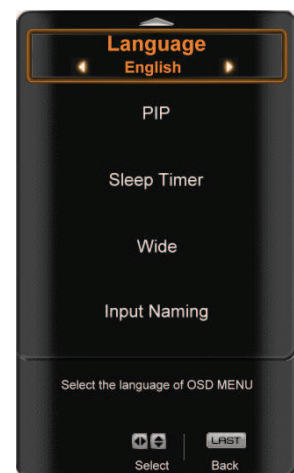 Language
English
PIP
Sleep Timer
Wide
Input Naming
Select the language of OSD MENU
LAST
Select Back